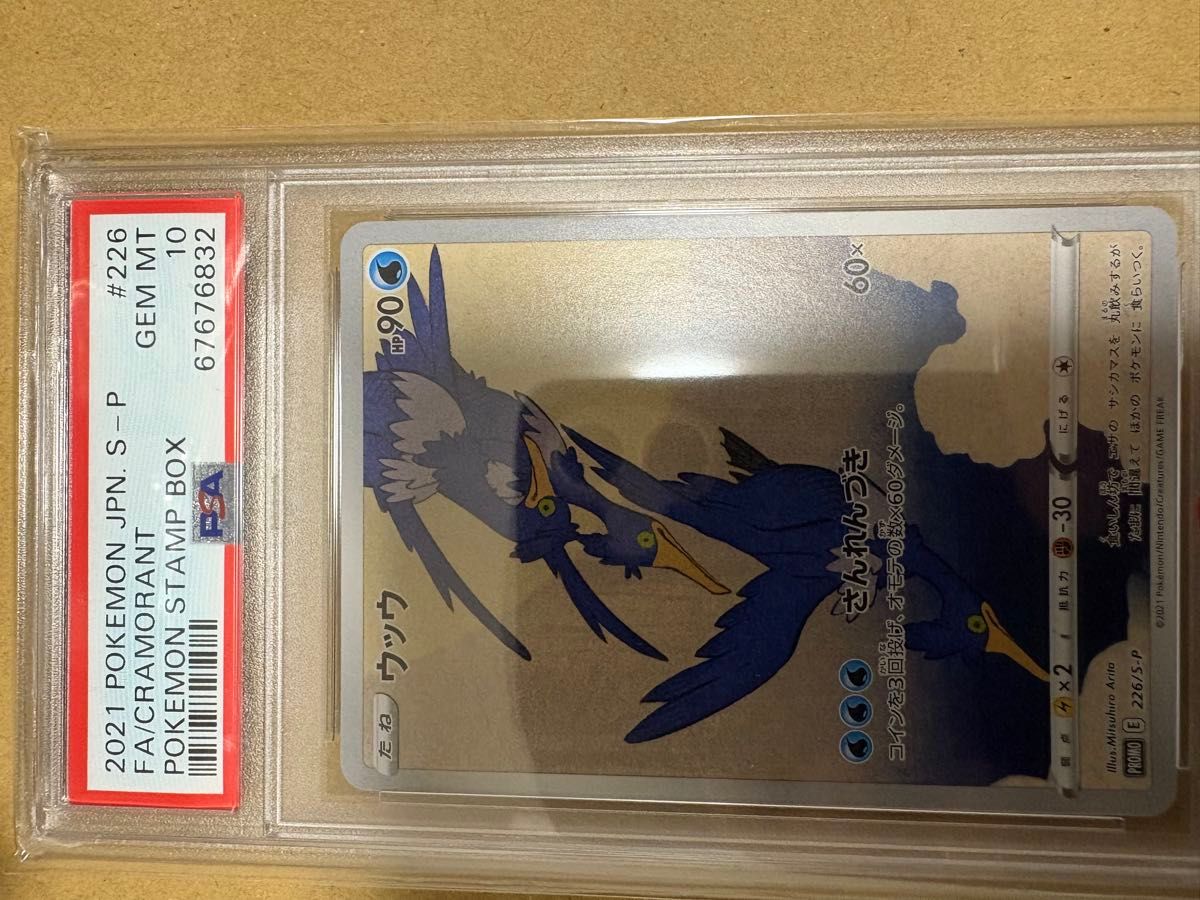 2021 POKEMON JPN. S-P #226
FA/CRAMORANT GEM MT
POKEMON STAMP BOX 10
67676832
PSA
たね ウッウ HP90
さんれんづき 60×
コインを3回投げ、オモテの数×60ダメージ。
弱点 ×2 抵抗力 -30 にげる
Illus. Mitsuhiro Arita
PROMO E 226/S-P
食いしん坊で エサの サシカマスを 丸飲みするが
たまに 間違えて ほかの ポケモンに 食らいつく。
©2021 Pokémon/Nintendo/Creatures/GAME FREAK